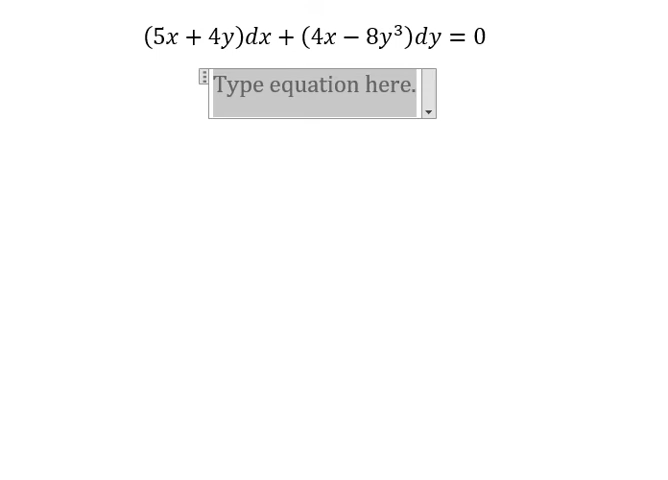 (5x + 4y)dx + (4x − 8y³)dy = 0
Type equation here.